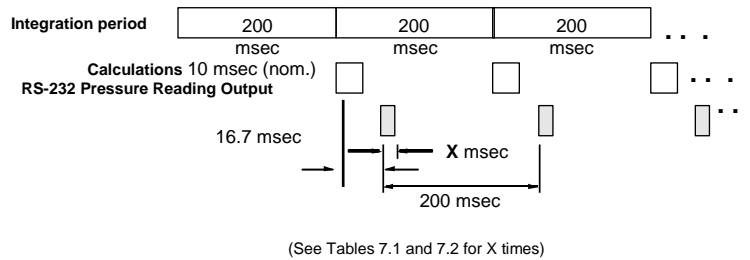 Integration period 200 msec 200 msec 200 msec . . .
Calculations 10 msec (nom.) . . .
RS-232 Pressure Reading Output . . .
16.7 msec
X msec
200 msec
(See Tables 7.1 and 7.2 for X times)